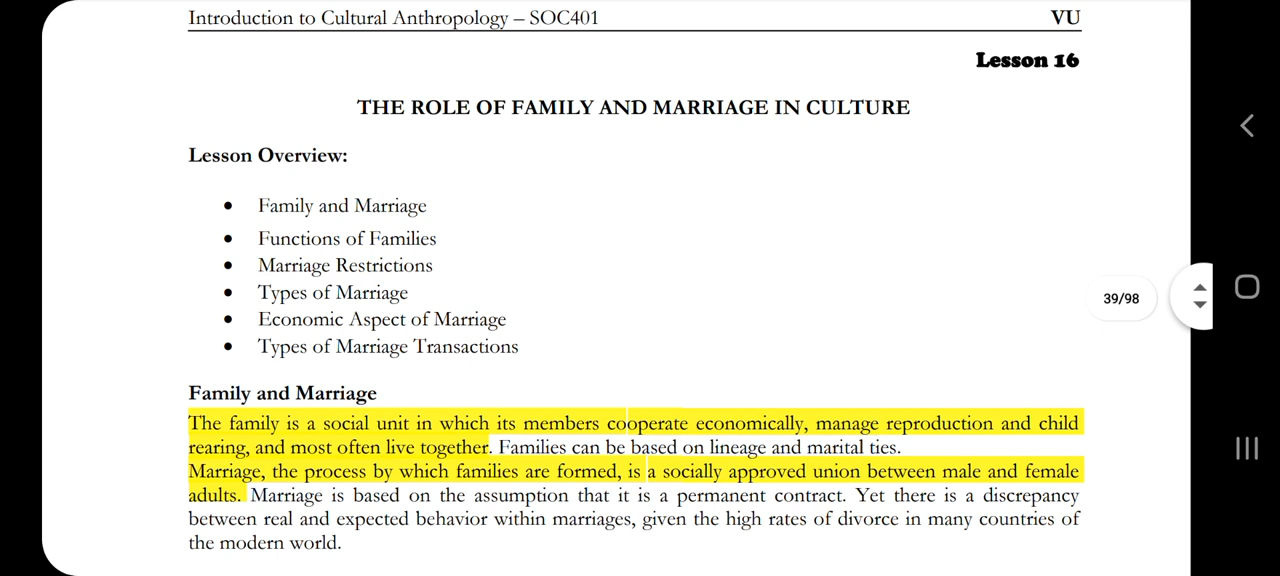 Introduction to Cultural Anthropology – SOC401 VU
Lesson 16
THE ROLE OF FAMILY AND MARRIAGE IN CULTURE
Lesson Overview:
• Family and Marriage
• Functions of Families
• Marriage Restrictions
• Types of Marriage
• Economic Aspect of Marriage
• Types of Marriage Transactions
39/98
Family and Marriage
The family is a social unit in which its members cooperate economically, manage reproduction and child
rearing, and most often live together. Families can be based on lineage and marital ties.
Marriage, the process by which families are formed, is a socially approved union between male and female
adults. Marriage is based on the assumption that it is a permanent contract. Yet there is a discrepancy
between real and expected behavior within marriages, given the high rates of divorce in many countries of
the modern world.